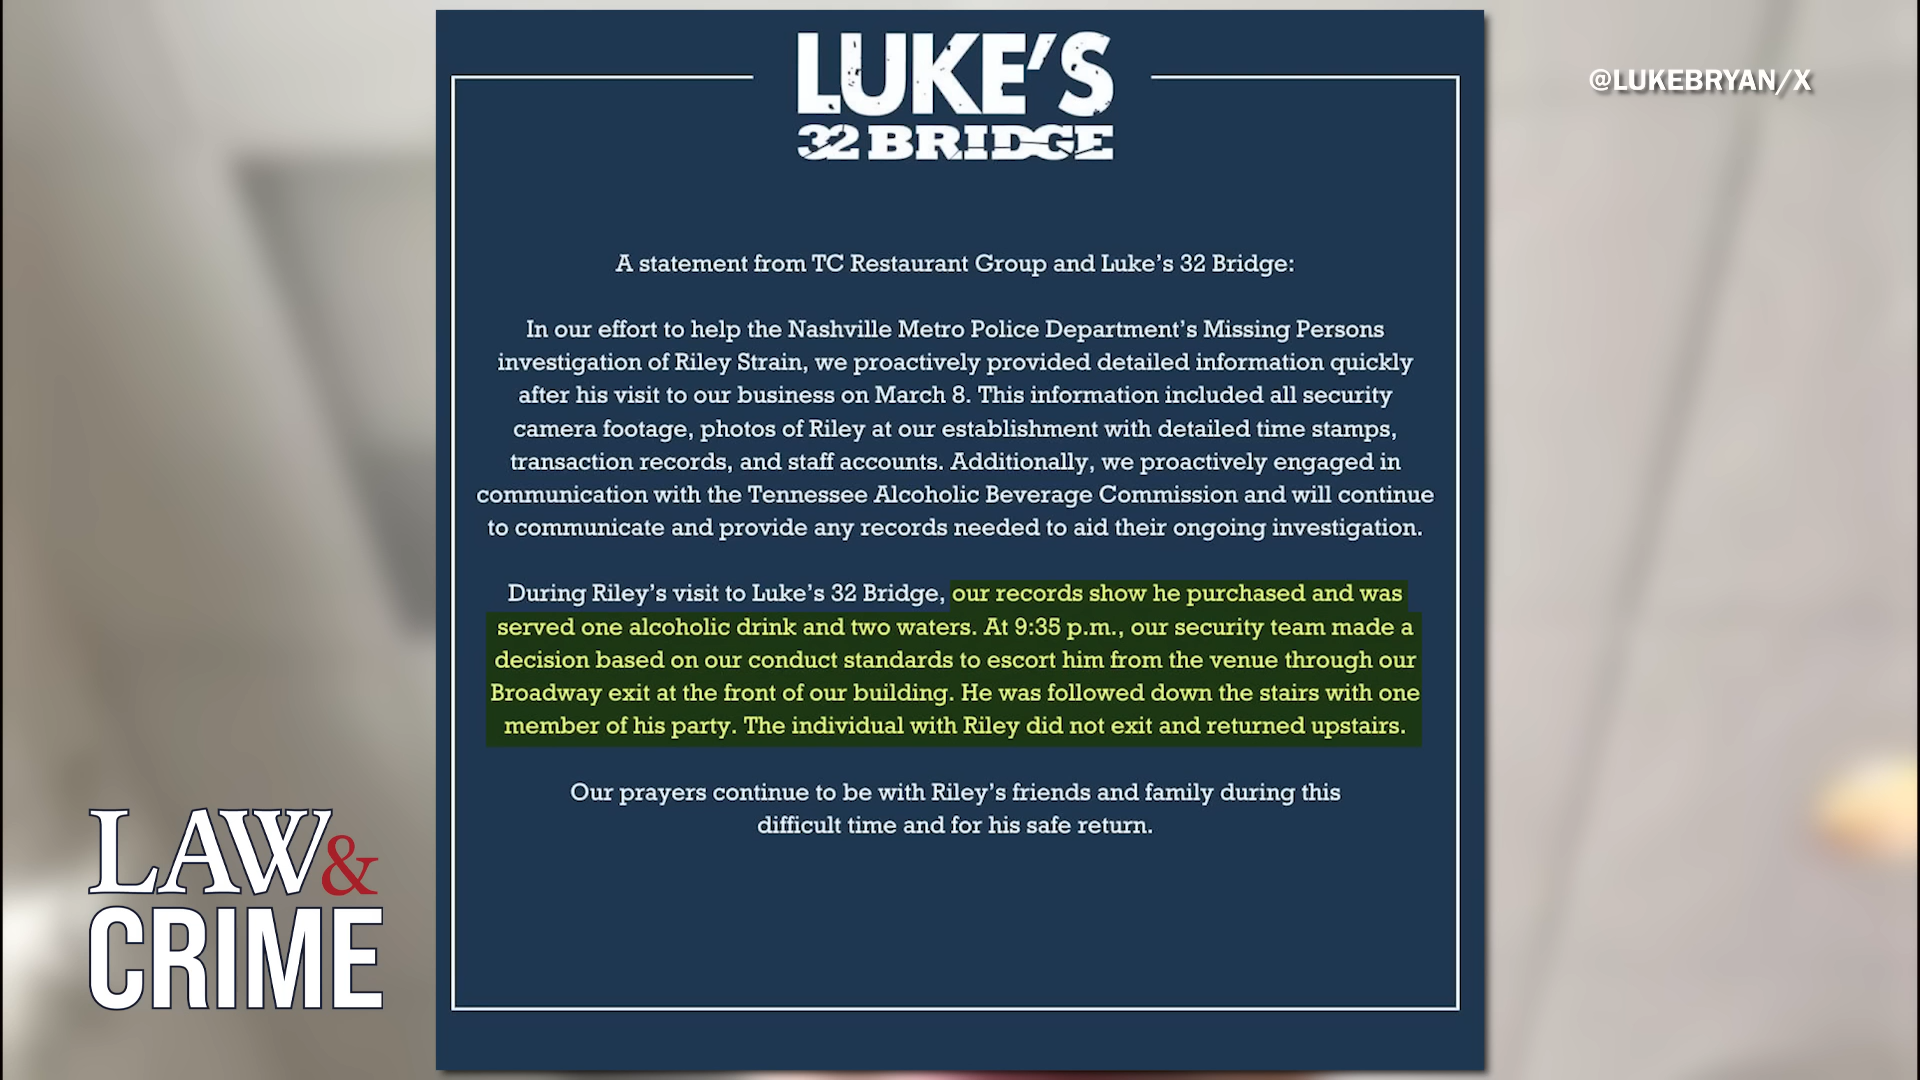 LUKE'S
32 BRIDGE
@LUKEBRYAN/X
A statement from TC Restaurant Group and Luke's 32 Bridge:
In our effort to help the Nashville Metro Police Department's Missing Persons
investigation of Riley Strain, we proactively provided detailed information quickly
after his visit to our business on March 8. This information included all security
camera footage, photos of Riley at our establishment with detailed time stamps,
transaction records, and staff accounts. Additionally, we proactively engaged in
communication with the Tennessee Alcoholic Beverage Commission and will continue
to communicate and provide any records needed to aid their ongoing investigation.
During Riley's visit to Luke's 32 Bridge, our records show he purchased and was
served one alcoholic drink and two waters. At 9:35 p.m., our security team made a
decision based on our conduct standards to escort him from the venue through our
Broadway exit at the front of our building. He was followed down the stairs with one
member of his party. The individual with Riley did not exit and returned upstairs.
Our prayers continue to be with Riley's friends and family during this
difficult time and for his safe return.
LAW&
CRIME